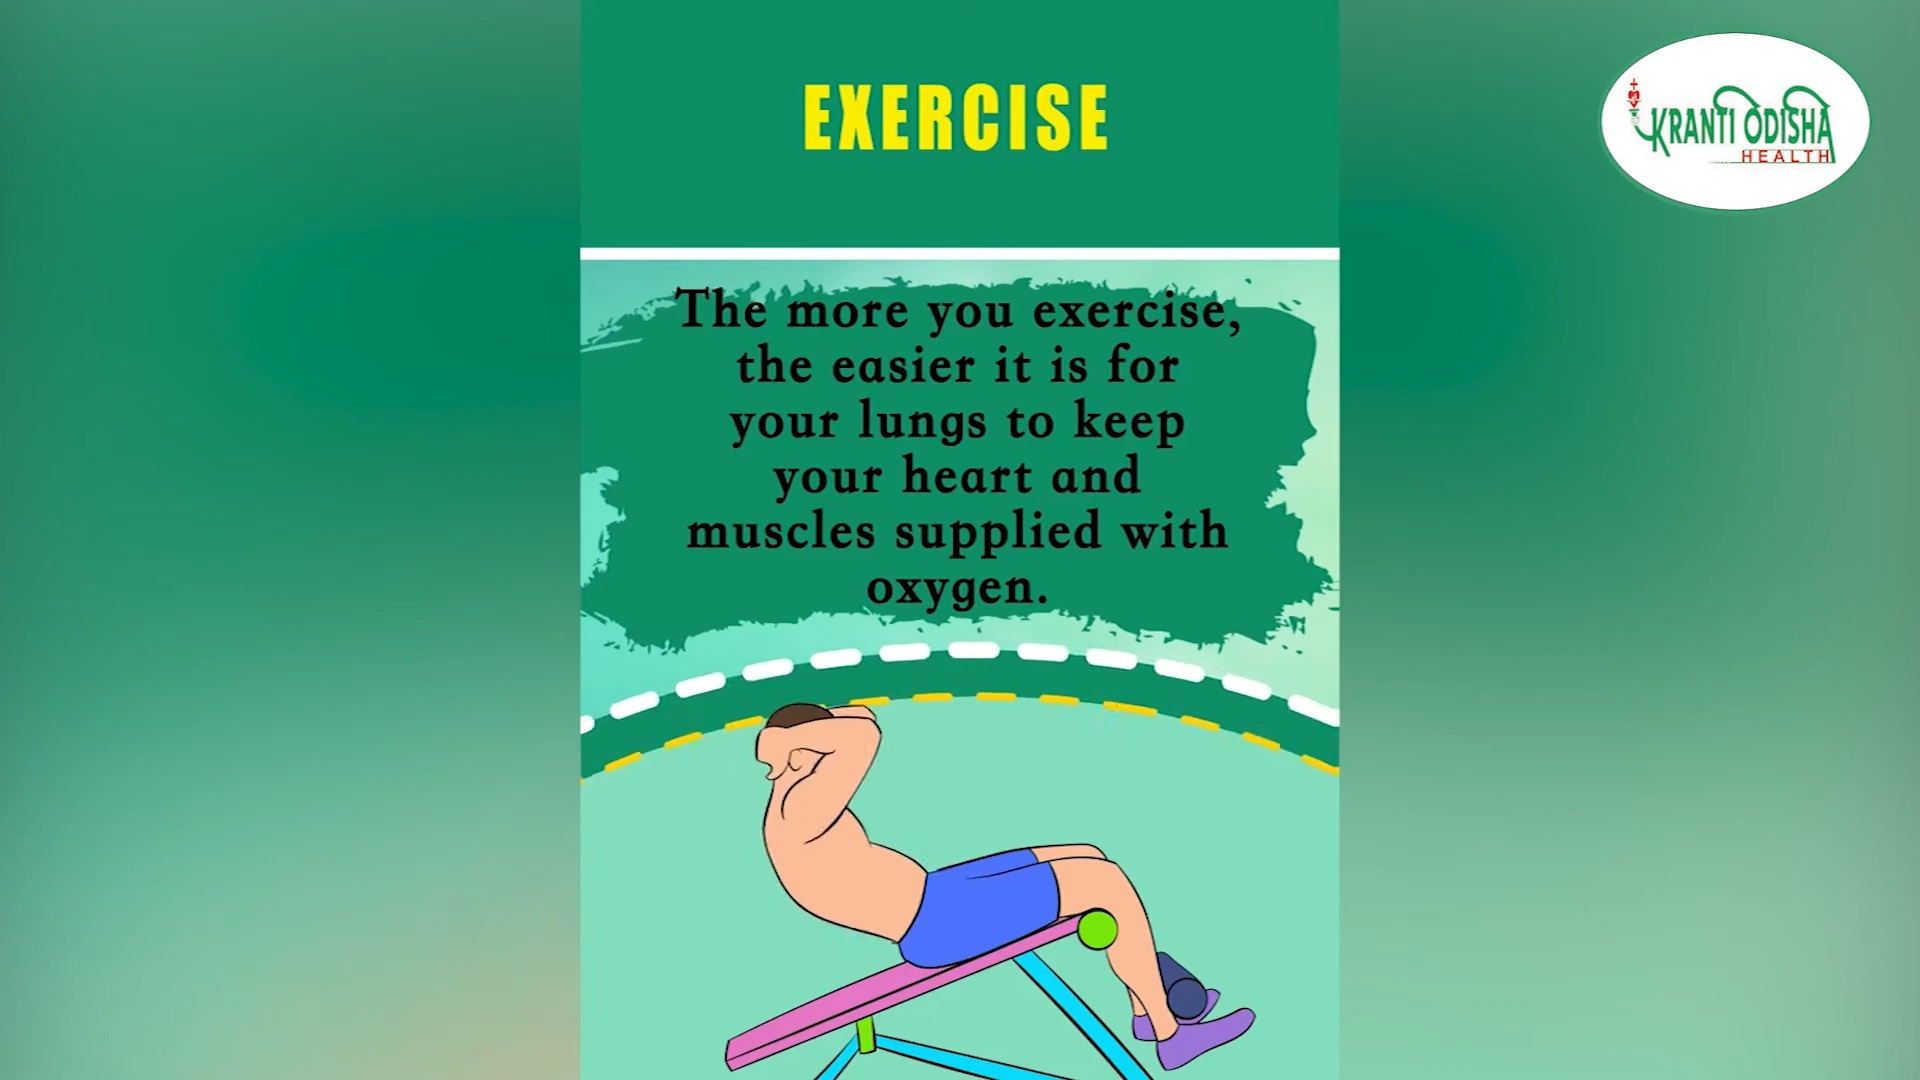 EXERCISE
KRANTI ODISHA
HEALTH
The more you exercise,
the easier it is for
your lungs to keep
your heart and
muscles supplied with
oxygen.